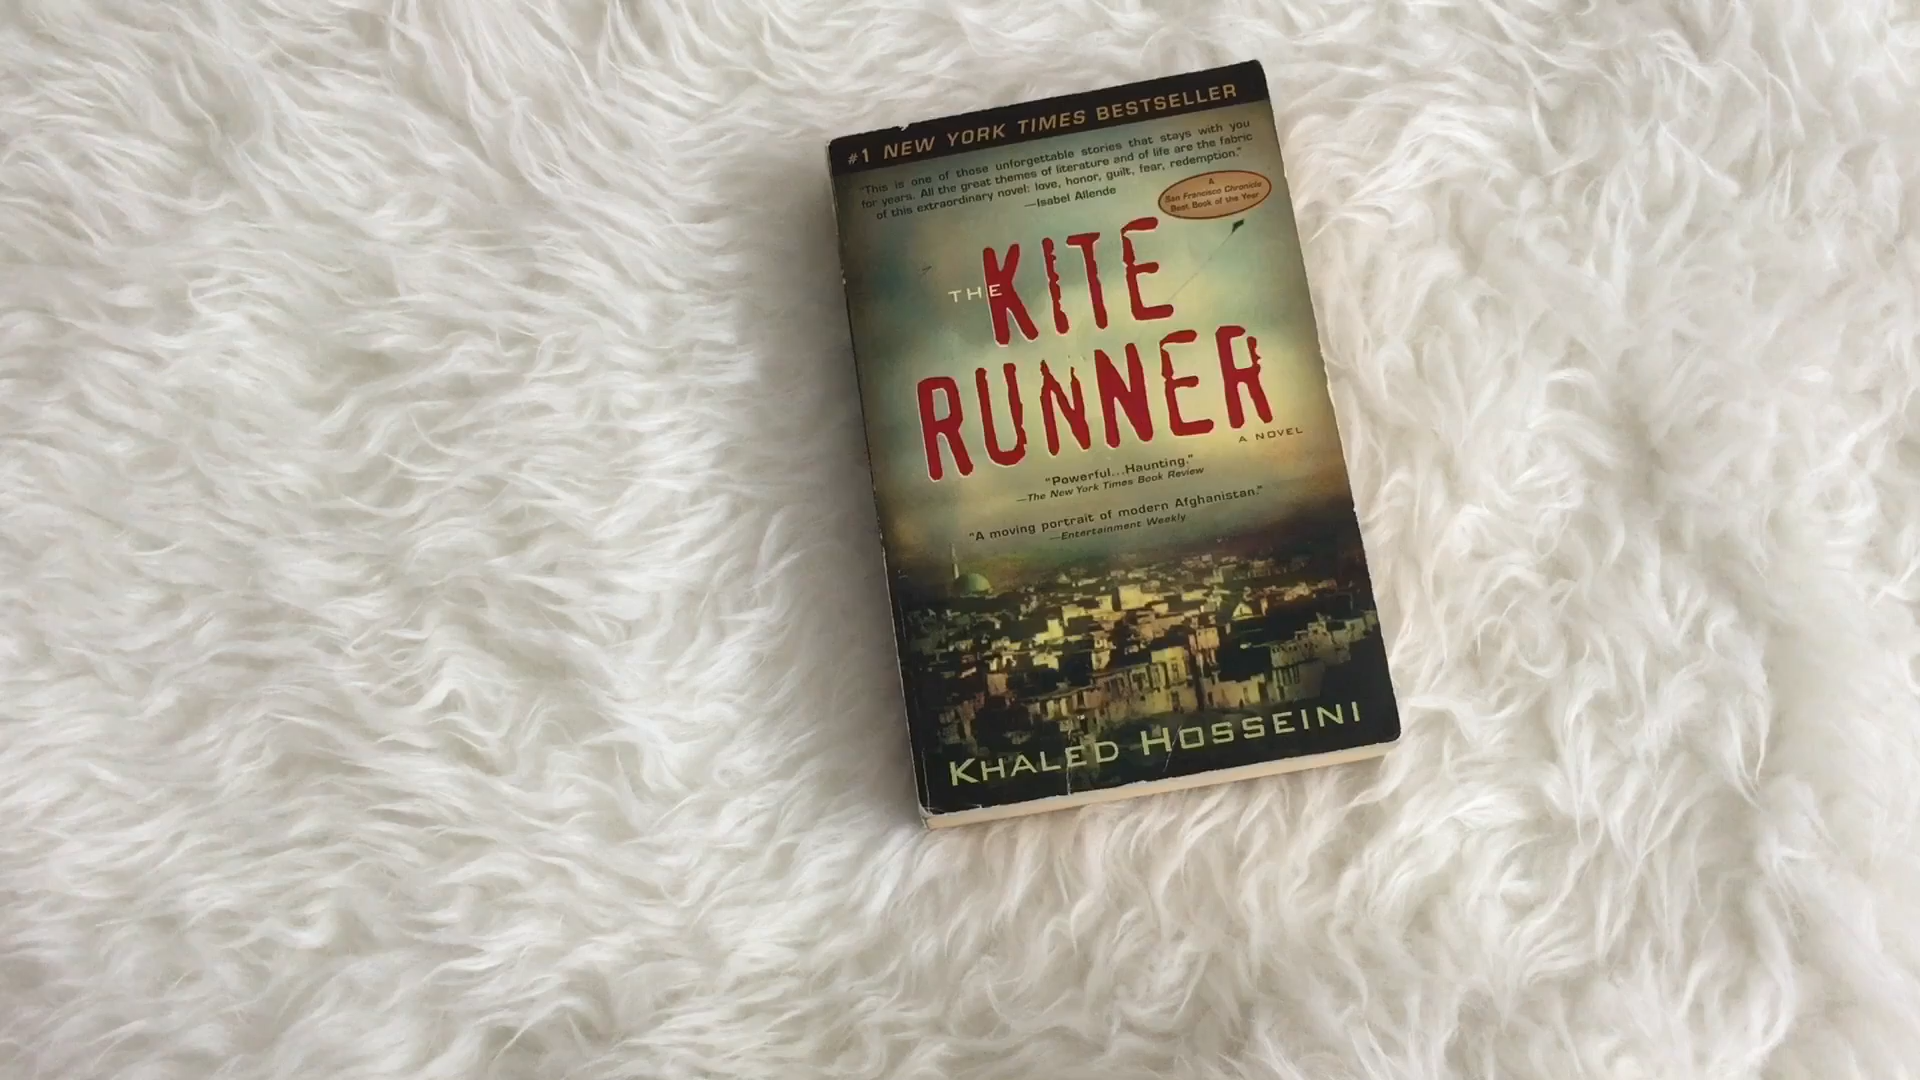 #1 NEW YORK TIMES BESTSELLER
"This is one of those unforgettable stories that stays with you
for years. All the great themes of literature and of life are the fabric
of this extraordinary novel: love, honor, guilt, fear, redemption."
—Isabel Allende
A
San Francisco Chronicle
Best Book of the Year
THE KITE
RUNNER
A NOVEL
"Powerful...Haunting."
—The New York Times Book Review
"A moving portrait of modern Afghanistan."
—Entertainment Weekly
KHALED HOSSEINI